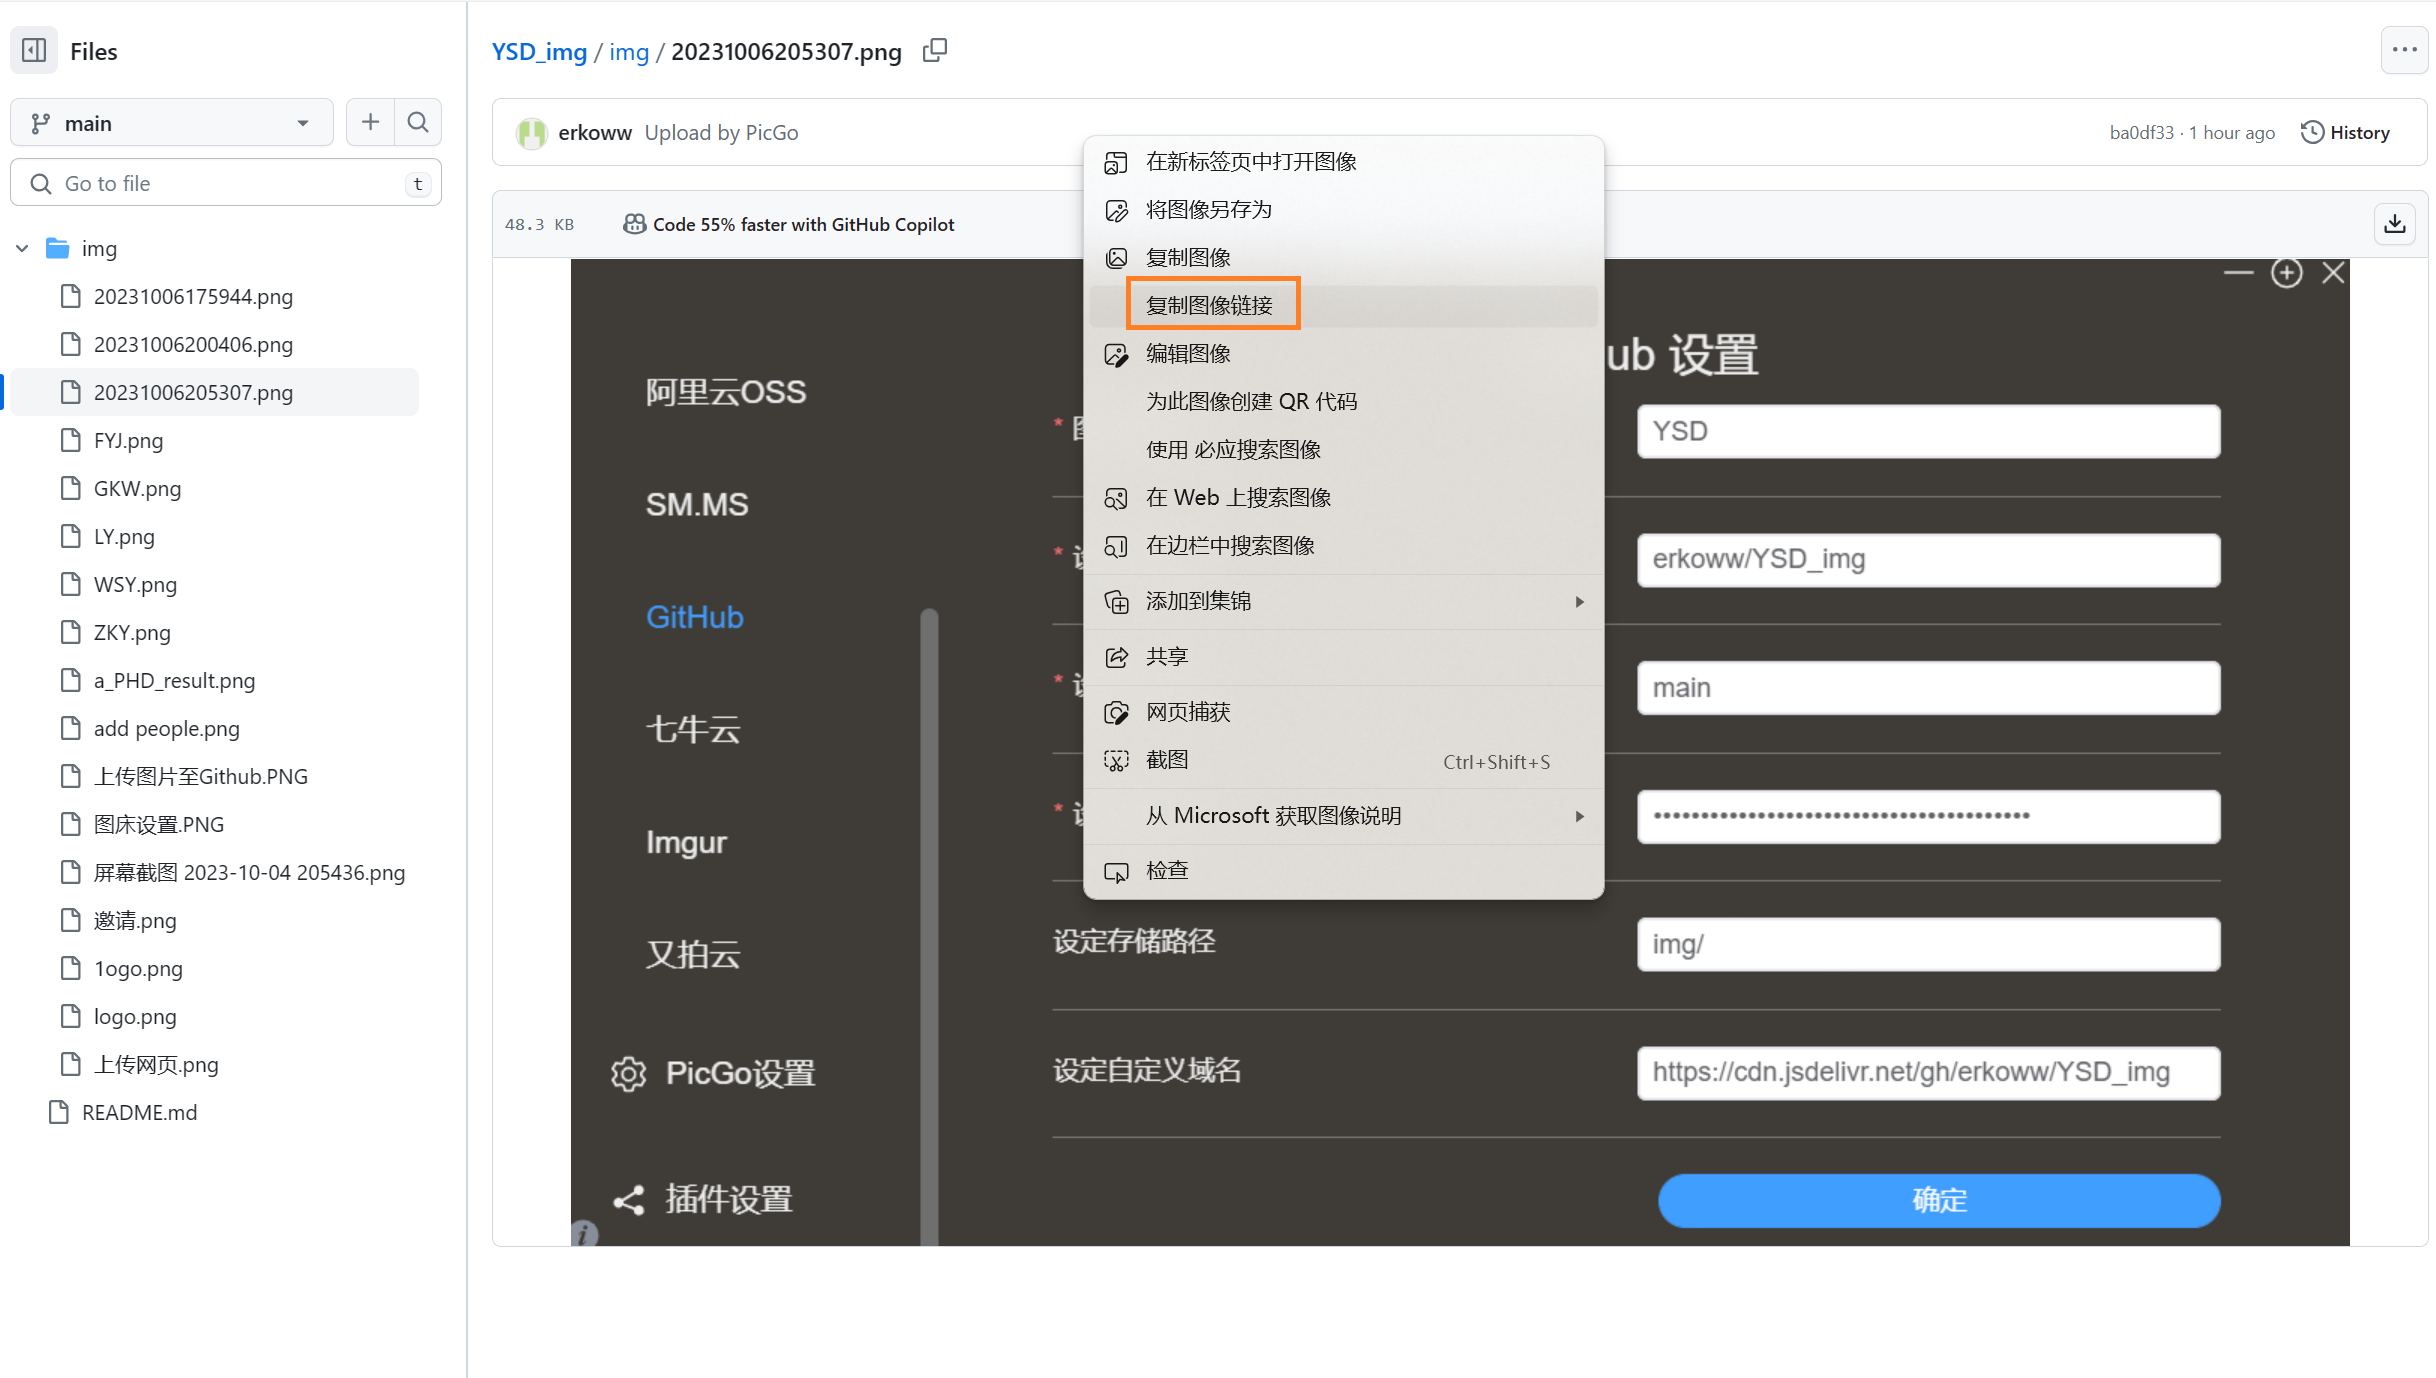 Files
main
Go to file
t
img
20231006175944.png
20231006200406.png
20231006205307.png
FYJ.png
GKW.png
LY.png
WSY.png
ZKY.png
a_PHD_result.png
add people.png
上传图片至Github.PNG
图床设置.PNG
屏幕截图 2023-10-04 205436.png
邀请.png
1ogo.png
logo.png
上传网页.png
README.md
YSD_img / img / 20231006205307.png
erkoww Upload by PicGo
ba0df33 · 1 hour ago
History
48.3 KB
Code 55% faster with GitHub Copilot
在新标签页中打开图像
将图像另存为
复制图像
复制图像链接
编辑图像
为此图像创建 QR 代码
使用 必应搜索图像
在 Web 上搜索图像
在边栏中搜索图像
添加到集锦
共享
网页捕获
截图 Ctrl+Shift+S
从 Microsoft 获取图像说明
检查
阿里云OSS
SM.MS
GitHub
七牛云
Imgur
又拍云
PicGo设置
插件设置
ub 设置
* YSD
* erkoww/YSD_img
* main
* ••••••••••••••••••••••••••••••••••••••••
设定存储路径 img/
设定自定义域名 https://cdn.jsdelivr.net/gh/erkoww/YSD_img
确定